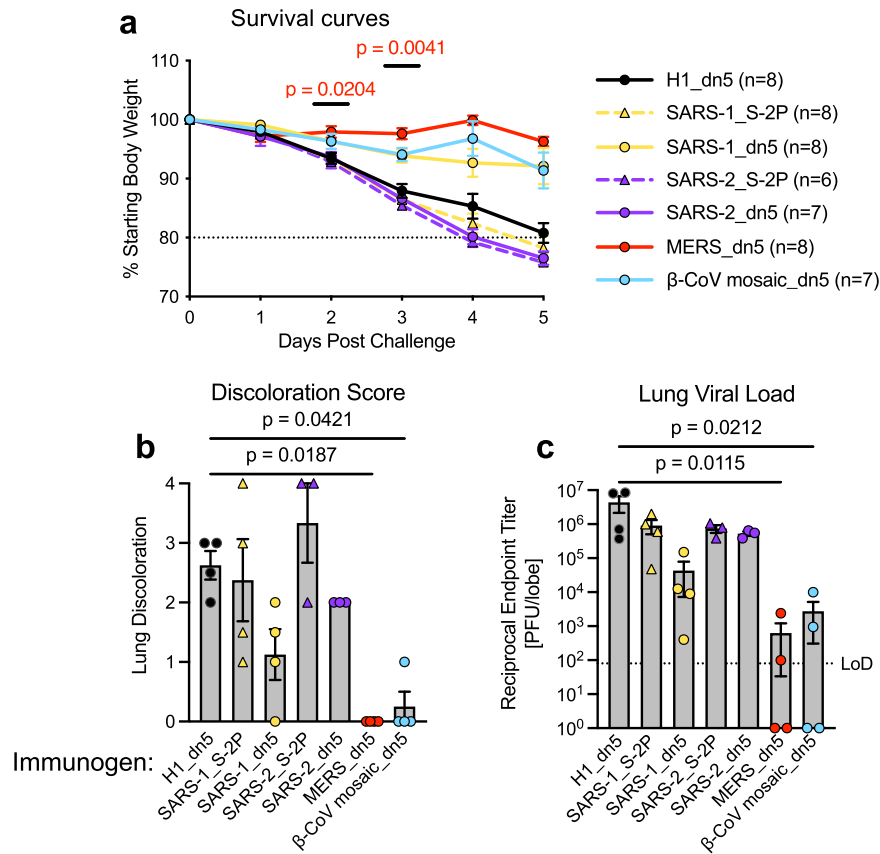 a
Survival curves
p = 0.0041
p = 0.0204
110
100
90
80
70
% Starting Body Weight
0 1 2 3 4 5
Days Post Challenge
H1_dn5 (n=8)
SARS-1_S-2P (n=8)
SARS-1_dn5 (n=8)
SARS-2_S-2P (n=6)
SARS-2_dn5 (n=7)
MERS_dn5 (n=8)
β-CoV mosaic_dn5 (n=7)
b
Discoloration Score
p = 0.0421
p = 0.0187
4
3
2
1
0
Lung Discoloration
Immunogen:
H1_dn5
SARS-1_S-2P
SARS-1_dn5
SARS-2_S-2P
SARS-2_dn5
MERS_dn5
β-CoV mosaic_dn5
c
Lung Viral Load
p = 0.0212
p = 0.0115
10⁷
10⁶
10⁵
10⁴
10³
10²
10¹
10⁰
Reciprocal Endpoint Titer
[PFU/lobe]
LoD
H1_dn5
SARS-1_S-2P
SARS-1_dn5
SARS-2_S-2P
SARS-2_dn5
MERS_dn5
β-CoV mosaic_dn5